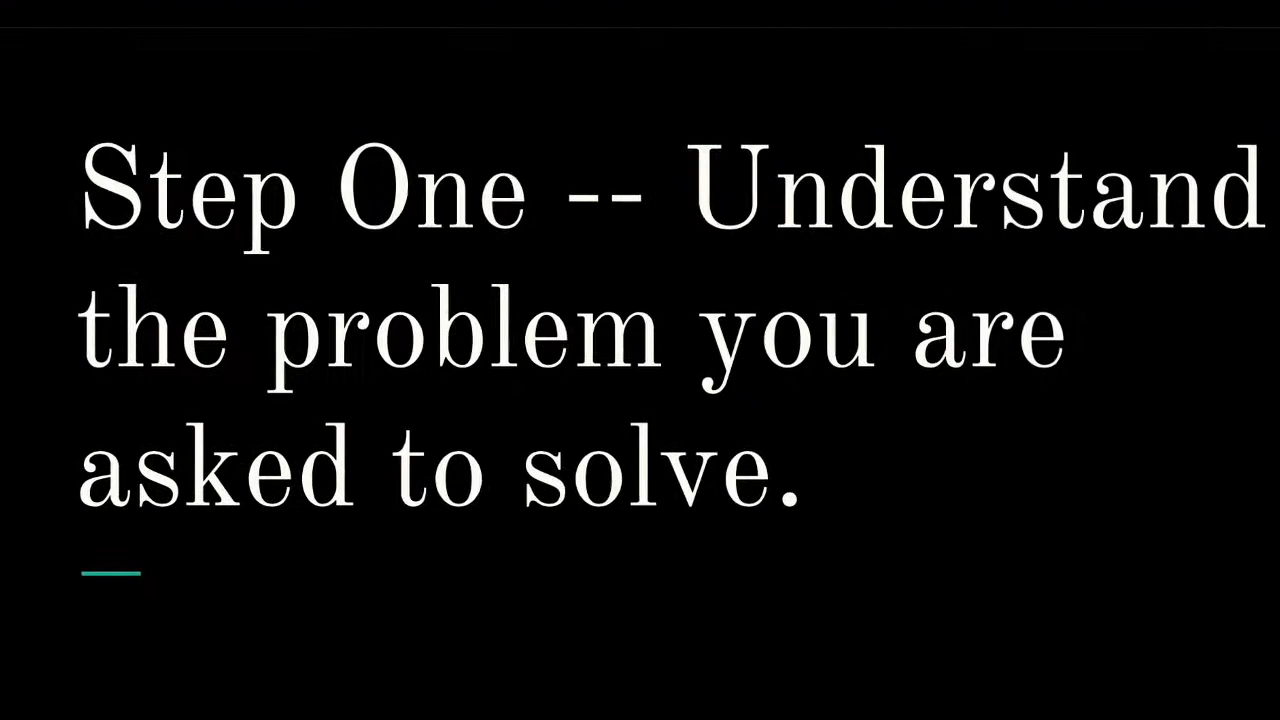 Step One -- Understand
the problem you are
asked to solve.